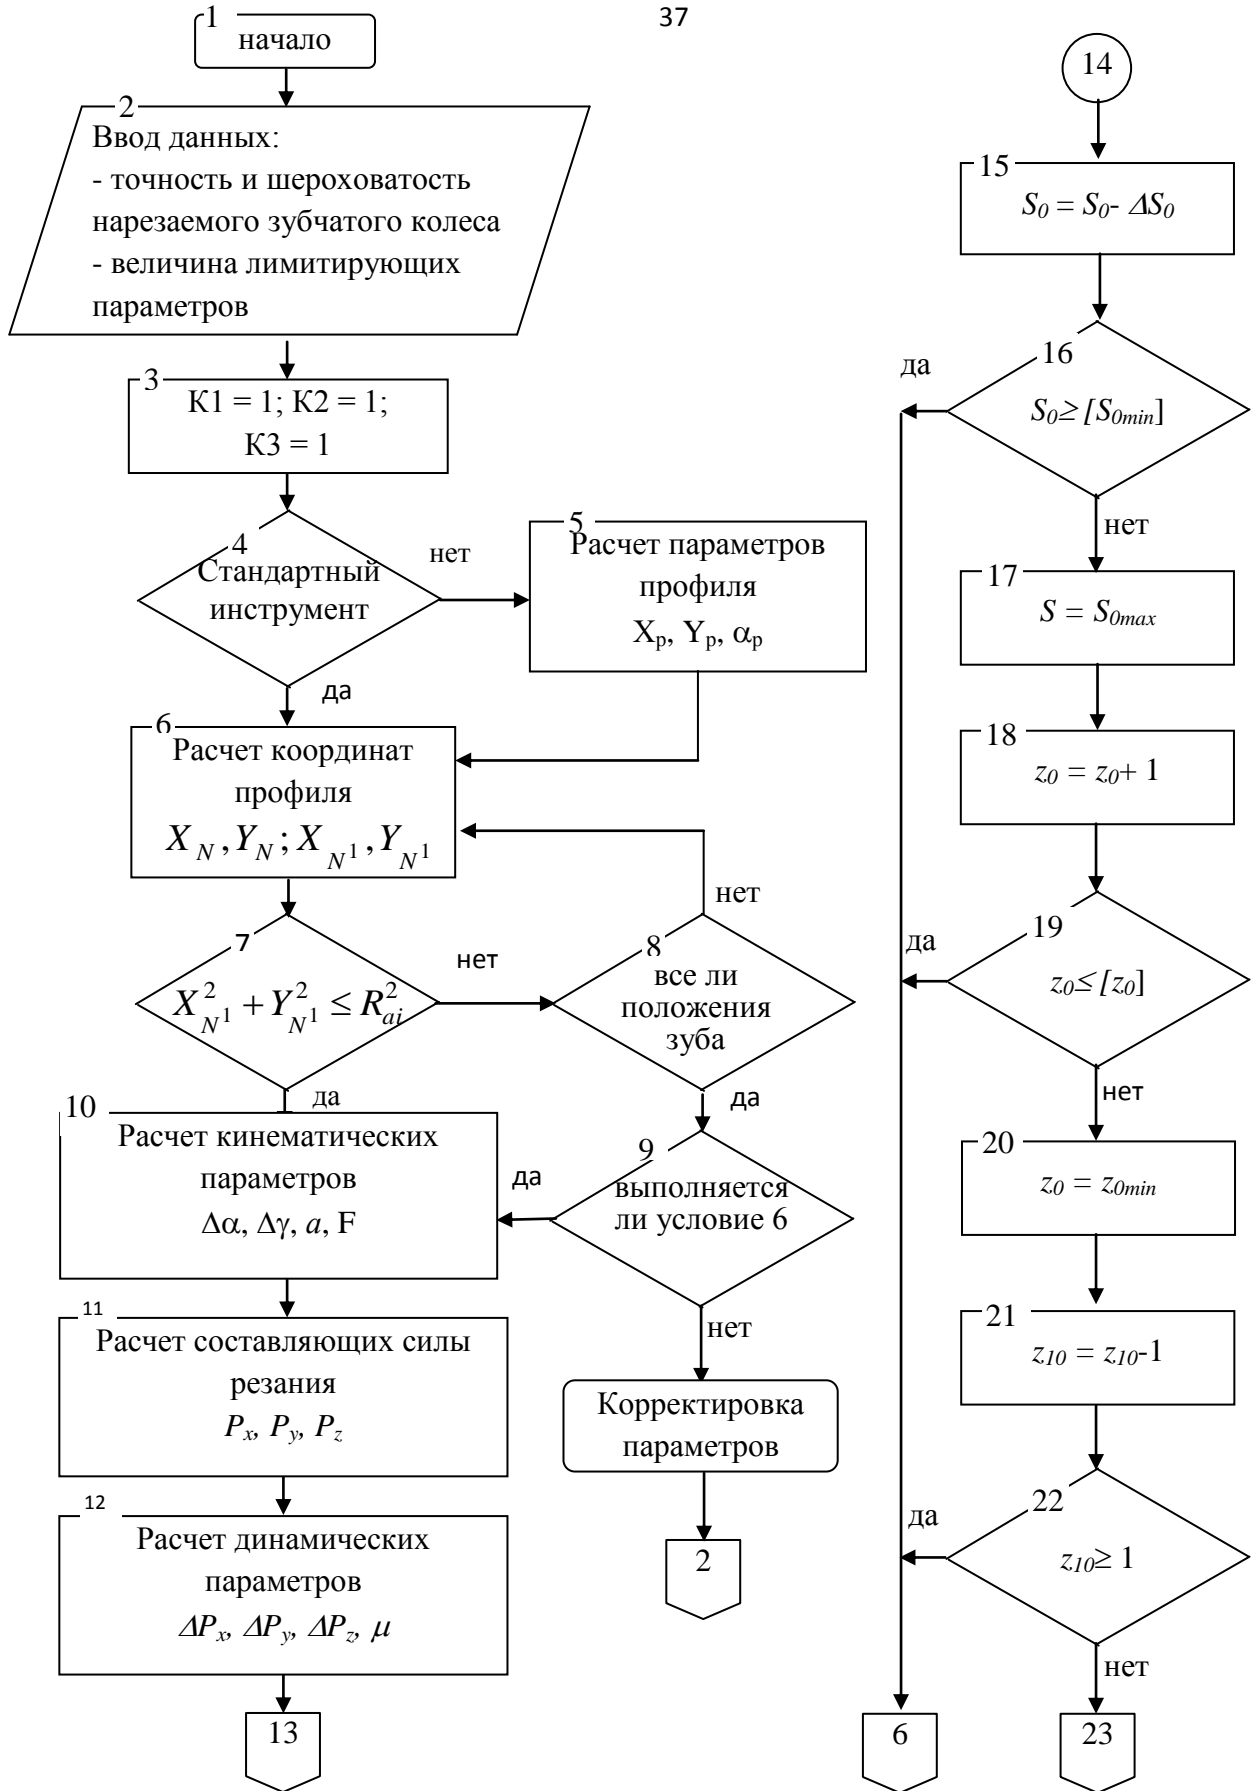 37
1
начало
2
Ввод данных:
- точность и шероховатость
нарезаемого зубчатого колеса
- величина лимитирующих
параметров
3
К1 = 1; К2 = 1;
К3 = 1
4
Стандартный
инструмент
нет
да
5
Расчет параметров
профиля
Xр, Yр, αр
6
Расчет координат
профиля
X_N, Y_N; X_N¹, Y_N¹
7
X²_N¹ + Y²_N¹ ≤ R²_ai
нет
да
8
все ли
положения
зуба
нет
да
9
выполняется
ли условие 6
да
нет
Корректировка
параметров
2
10
Расчет кинематических
параметров
Δα, Δγ, a, F
11
Расчет составляющих силы
резания
Px, Py, Pz
12
Расчет динамических
параметров
ΔPx, ΔPy, ΔPz, μ
13
14
15
S0 = S0- ΔS0
16
S0≥ [S0min]
да
нет
17
S = S0max
18
z0 = z0+ 1
19
z0≤ [z0]
да
нет
20
z0 = z0min
21
z10 = z10-1
22
z10≥ 1
да
нет
6
23